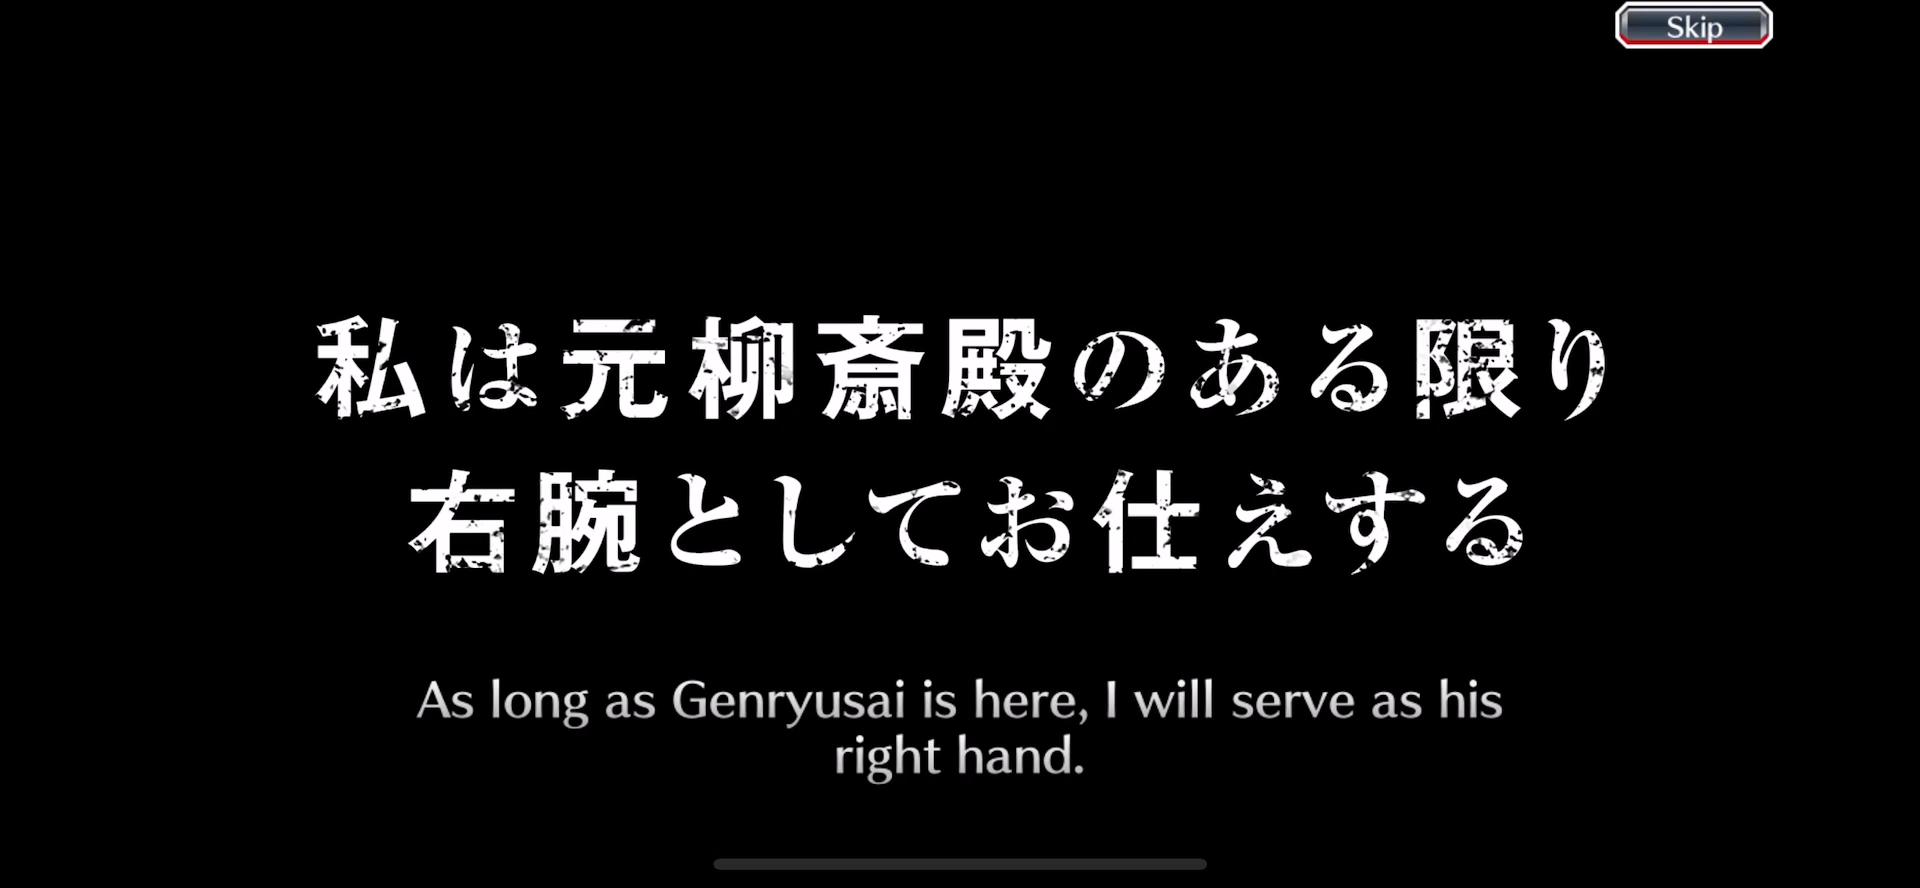 Skip
私は元柳斎殿のある限り
右腕としてお仕えする
As long as Genryusai is here, I will serve as his
right hand.